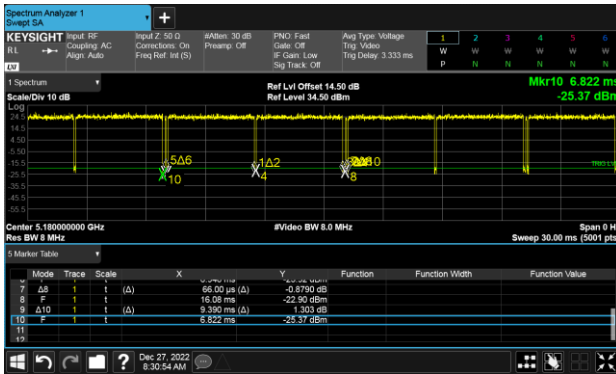 Spectrum Analyzer 1
Swept SA
KEYSIGHT Input: RF Input Z: 50 Ω #Atten: 30 dB PNO: Fast Avg Type: Voltage 1 2 3 4 5 6
RL Coupling: AC Corrections: On Preamp: Off Gate: Off Trig: Video W W W W W W
Align: Auto Freq Ref: Int (S) IF Gain: Low Trig Delay: 3.333 ms
LXI Sig Track: Off P N N N N N
1 Spectrum Ref Lvl Offset 14.50 dB Mkr10 6.822 ms
Scale/Div 10 dB Ref Level 34.50 dBm -25.37 dBm
Log
24.5
14.5
4.50
-5.50
-15.5 5Δ6 1Δ2 TRIG LVL
-25.5 10 4 8
-35.5
-45.5
-55.5
Center 5.180000000 GHz #Video BW 8.0 MHz Span 0 Hz
Res BW 8 MHz Sweep 30.00 ms (5001 pts)
5 Marker Table
Mode Trace Scale X Y Function Function Width Function Value
7 Δ8 1 t (Δ) 66.00 µs (Δ) -0.8790 dB
8 F 1 t 16.08 ms -22.90 dBm
9 Δ10 1 t (Δ) 9.390 ms (Δ) 1.303 dB
10 F 1 t 6.822 ms -25.37 dBm
11
12
? Dec 27, 2022
8:30:54 AM